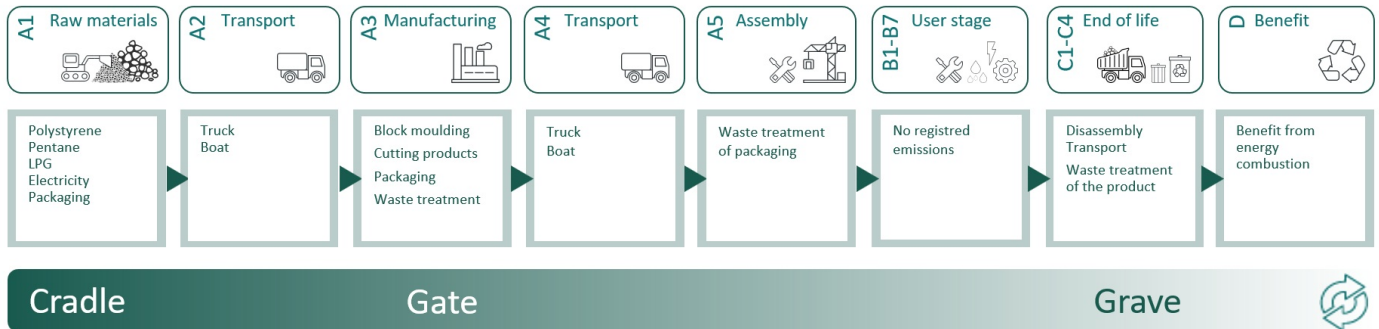 A1 Raw materials
A2 Transport
A3 Manufacturing
A4 Transport
A5 Assembly
B1-B7 User stage
C1-C4 End of life
D Benefit
Polystyrene
Pentane
LPG
Electricity
Packaging
Truck
Boat
Block moulding
Cutting products
Packaging
Waste treatment
Truck
Boat
Waste treatment
of packaging
No registred
emissions
Disassembly
Transport
Waste treatment
of the product
Benefit from
energy
combustion
Cradle
Gate
Grave